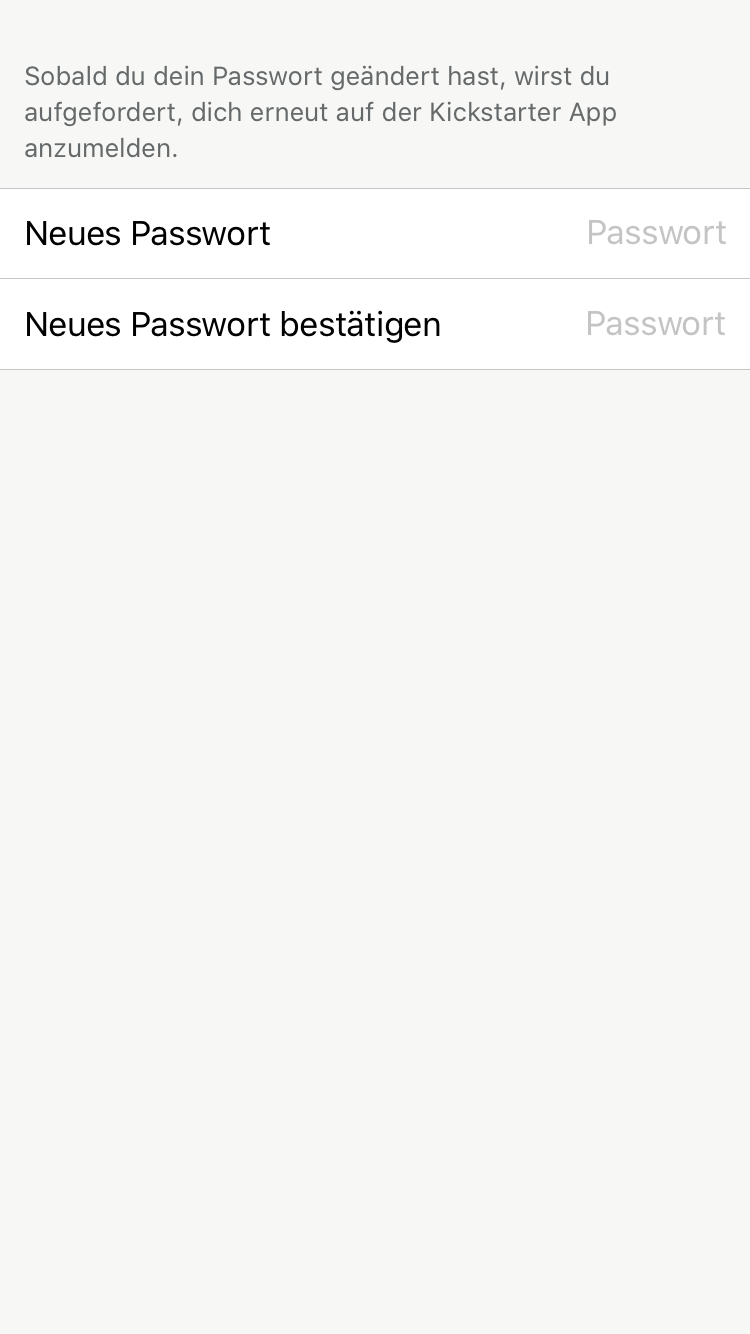 Sobald du dein Passwort geändert hast, wirst du
aufgefordert, dich erneut auf der Kickstarter App
anzumelden.
Neues Passwort Passwort
Neues Passwort bestätigen Passwort